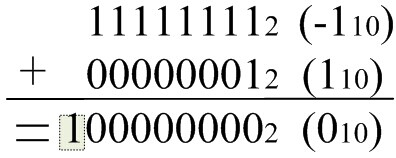 11111111₂ (-1₁₀)
+ 00000001₂ (1₁₀)
= 100000000₂ (0₁₀)